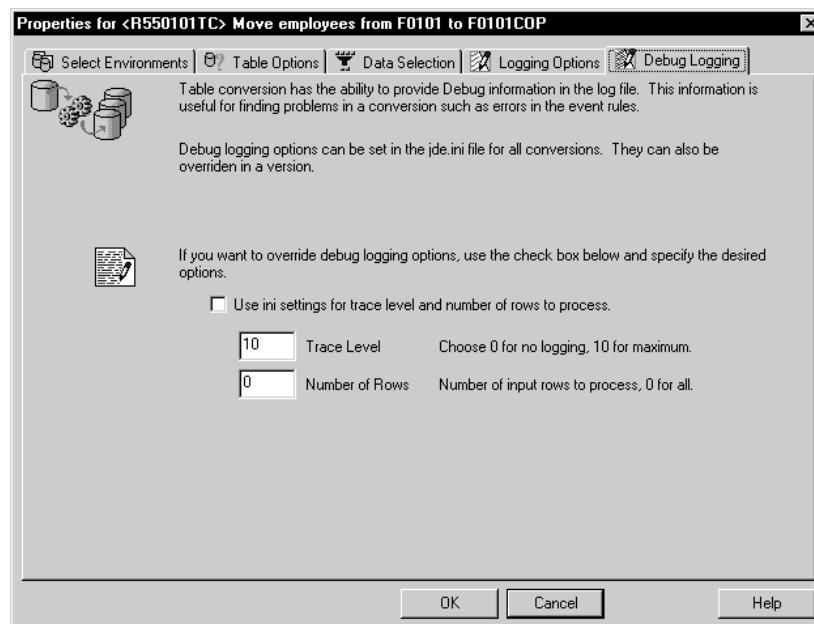 Properties for <R550101TC> Move employees from F0101 to F0101COP
Select Environments
Table Options
Data Selection
Logging Options
Debug Logging
Table conversion has the ability to provide Debug information in the log file. This information is
useful for finding problems in a conversion such as errors in the event rules.
Debug logging options can be set in the jde.ini file for all conversions. They can also be
overriden in a version.
If you want to override debug logging options, use the check box below and specify the desired
options.
Use ini settings for trace level and number of rows to process.
10 Trace Level Choose 0 for no logging, 10 for maximum.
0 Number of Rows Number of input rows to process, 0 for all.
OK Cancel Help